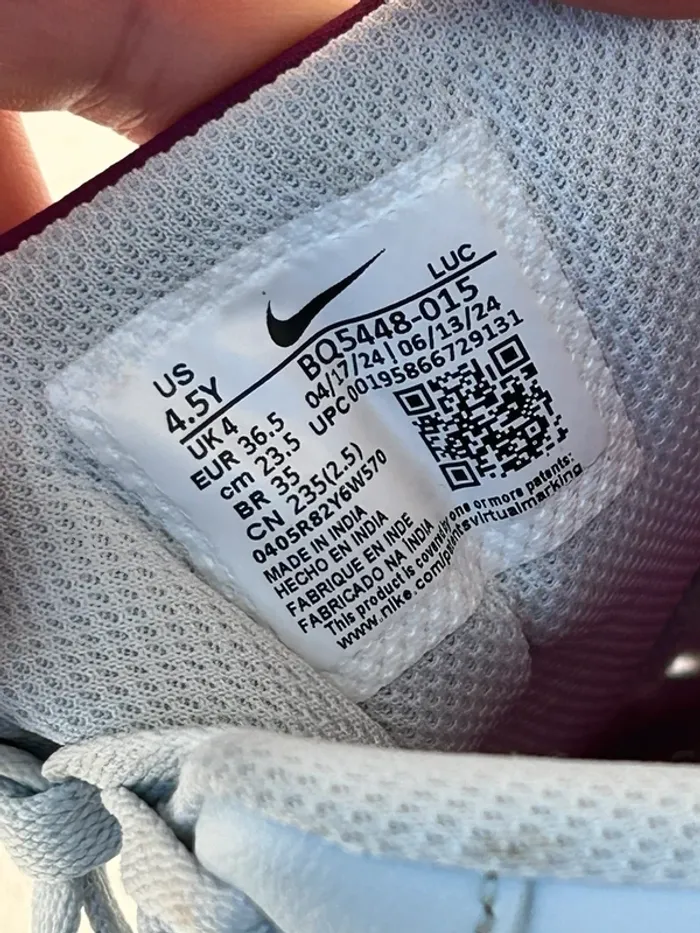 LUC
US
4.5Y
BQ5448-015
04/17/24 | 06/13/24
UPC00195866729131
UK 4
EUR 36.5
cm 23.5
BR 35
CN 235(2.5)
0405R82Y6W570
MADE IN INDIA
HECHO EN INDIA
FABRIQUE EN INDE
FABRICADO NA INDIA
This product is covered by one or more patents:
www.nike.com/patentsvirtualmarking